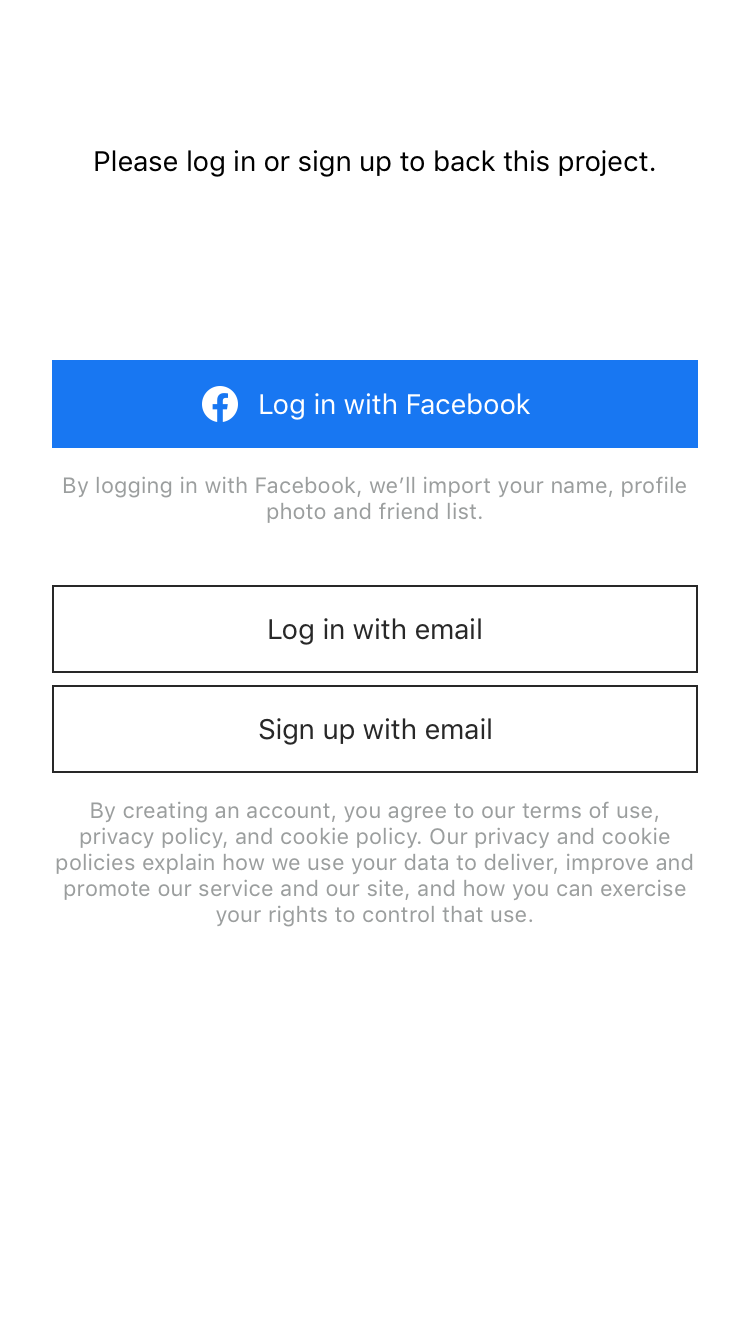 Please log in or sign up to back this project.
Log in with Facebook
By logging in with Facebook, we’ll import your name, profile
photo and friend list.
Log in with email
Sign up with email
By creating an account, you agree to our terms of use,
privacy policy, and cookie policy. Our privacy and cookie
policies explain how we use your data to deliver, improve and
promote our service and our site, and how you can exercise
your rights to control that use.